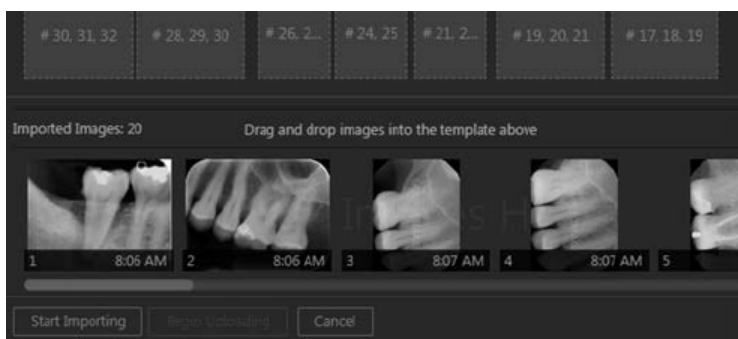 # 30, 31, 32 # 28, 29, 30 # 26, 2... # 24, 25 # 21, 2... # 19, 20, 21 # 17, 18, 19
Imported Images: 20 Drag and drop images into the template above
1 8:06 AM 2 8:06 AM 3 8:07 AM 4 8:07 AM 5
Start Importing Begin Uploading Cancel